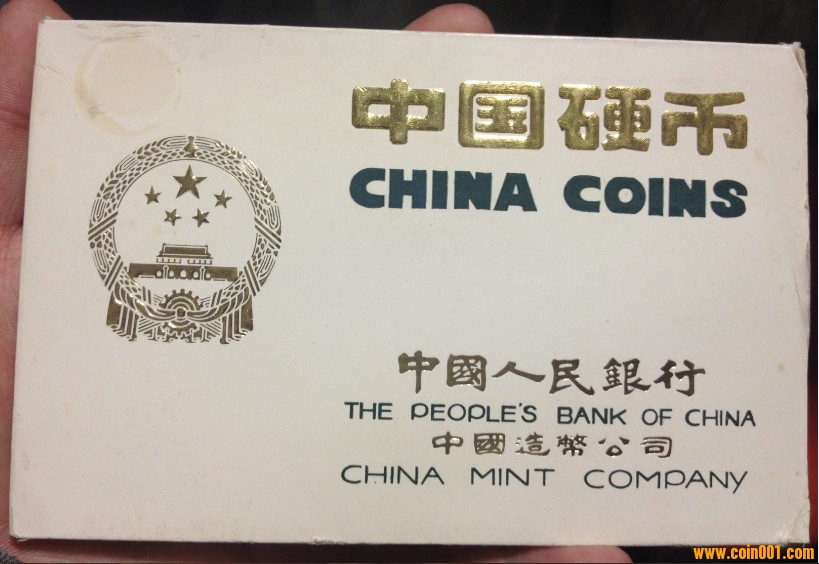 中国硬币
CHINA COINS
中國人民銀行
THE PEOPLE'S BANK OF CHINA
中國造幣公司
CHINA MINT COMPANY
www.coin001.com